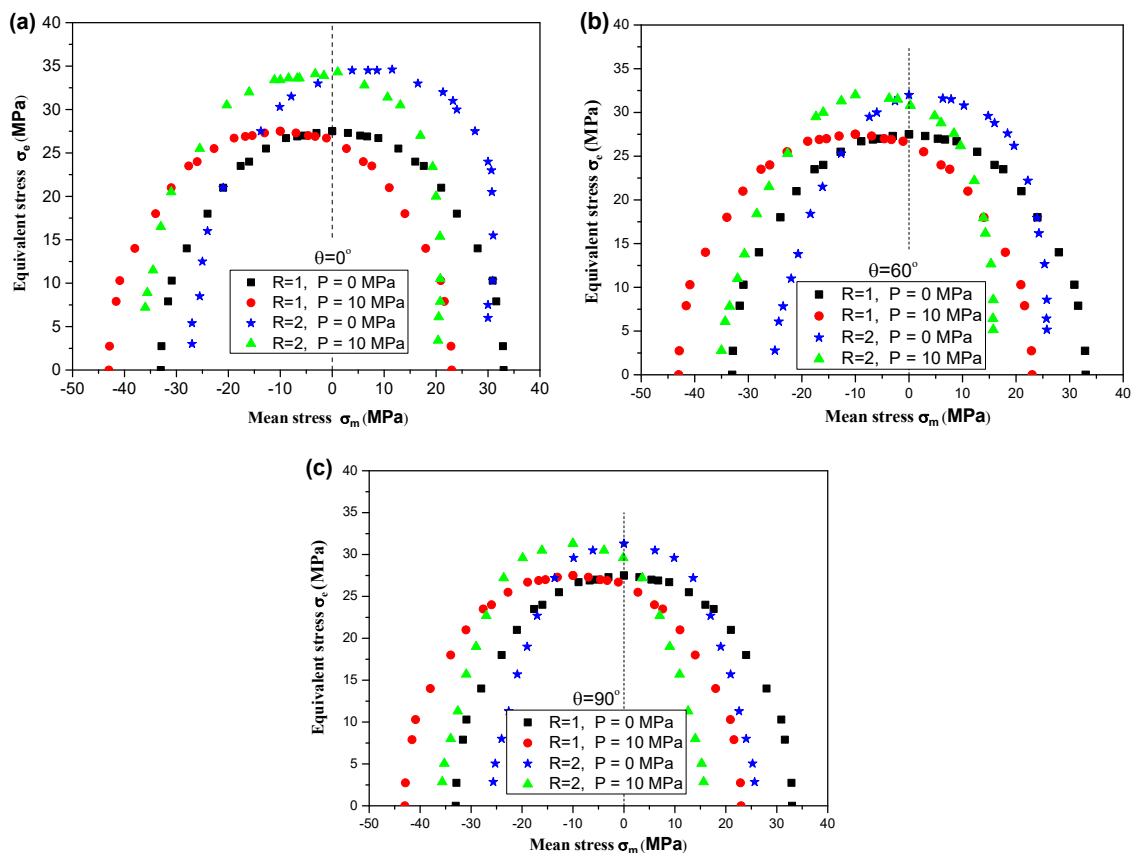 (a)
Equivalent stress σe (MPa)
40
35
30
25
20
15
10
5
0
θ=0°
R=1, P = 0 MPa
R=1, P = 10 MPa
R=2, P = 0 MPa
R=2, P = 10 MPa
-50 -40 -30 -20 -10 0 10 20 30 40
Mean stress σm (MPa)
(b)
Equivalent stress σe (MPa)
40
35
30
25
20
15
10
5
0
θ=60°
R=1, P = 0 MPa
R=1, P = 10 MPa
R=2, P = 0 MPa
R=2, P = 10 MPa
-50 -40 -30 -20 -10 0 10 20 30 40
Mean stress σm (MPa)
(c)
Equivalent stress σe (MPa)
40
35
30
25
20
15
10
5
0
θ=90°
R=1, P = 0 MPa
R=1, P = 10 MPa
R=2, P = 0 MPa
R=2, P = 10 MPa
-50 -40 -30 -20 -10 0 10 20 30 40
Mean stress σm (MPa)